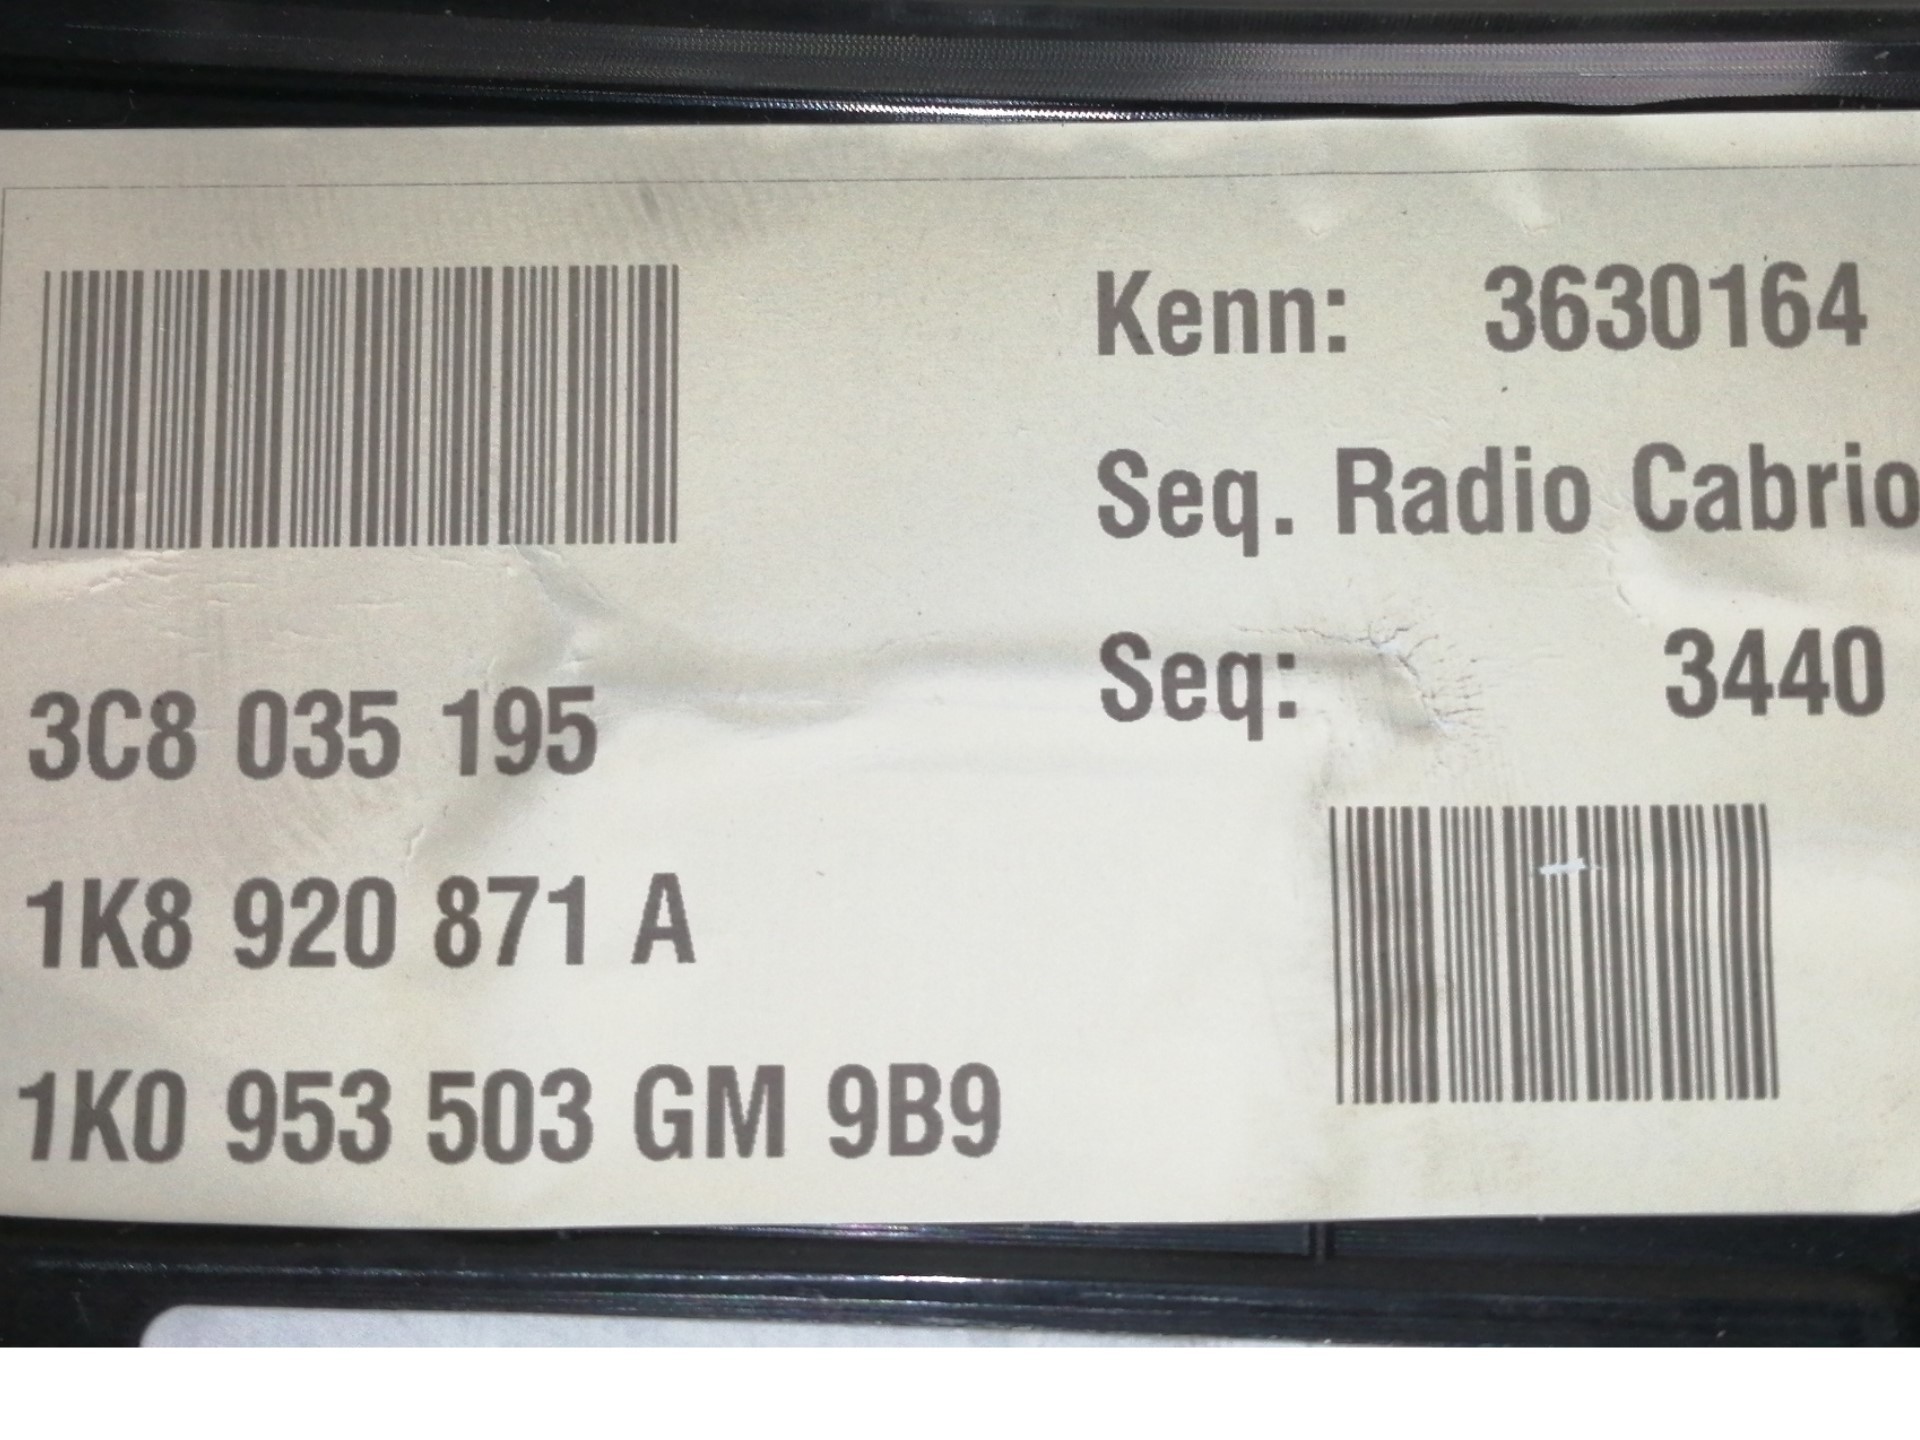 Kenn: 3630164
Seq. Radio Cabrio
Seq: 3440
3C8 035 195
1K8 920 871 A
1K0 953 503 GM 9B9